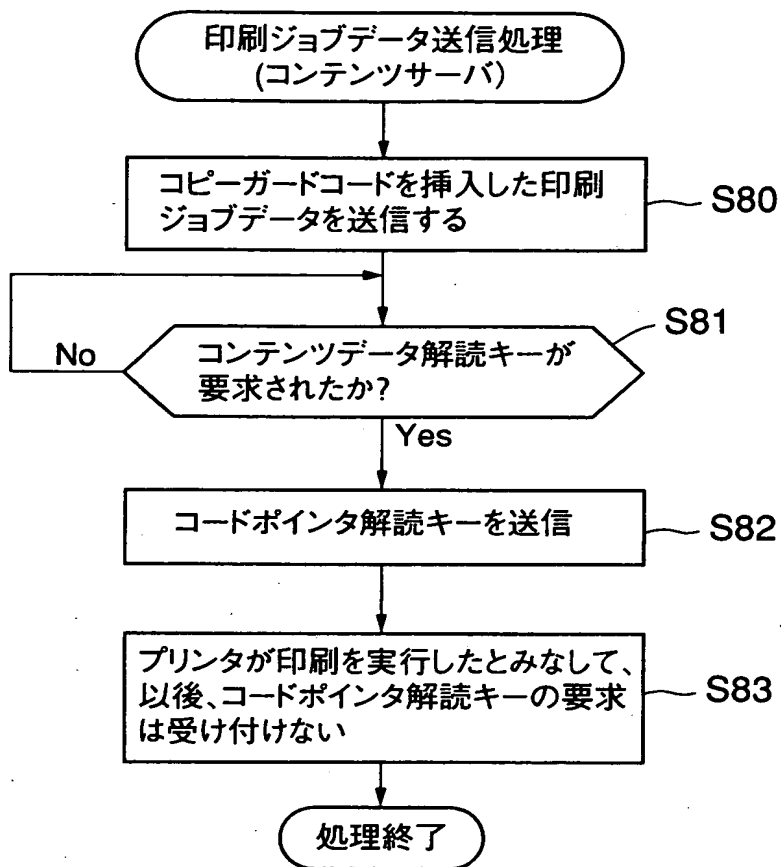 印刷ジョブデータ送信処理
(コンテンツサーバ)
コピーガードコードを挿入した印刷
ジョブデータを送信する
S80
S81
No
コンテンツデータ解読キーが
要求されたか?
Yes
コードポインタ解読キーを送信
S82
プリンタが印刷を実行したとみなして、
以後、コードポインタ解読キーの要求
は受け付けない
S83
処理終了